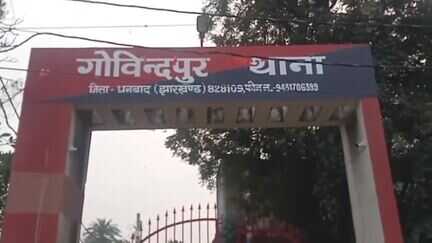 गोविन्दपुर थाना
जिला - धनबाद (झारखण्ड) 828109, फोन न.-9431706399